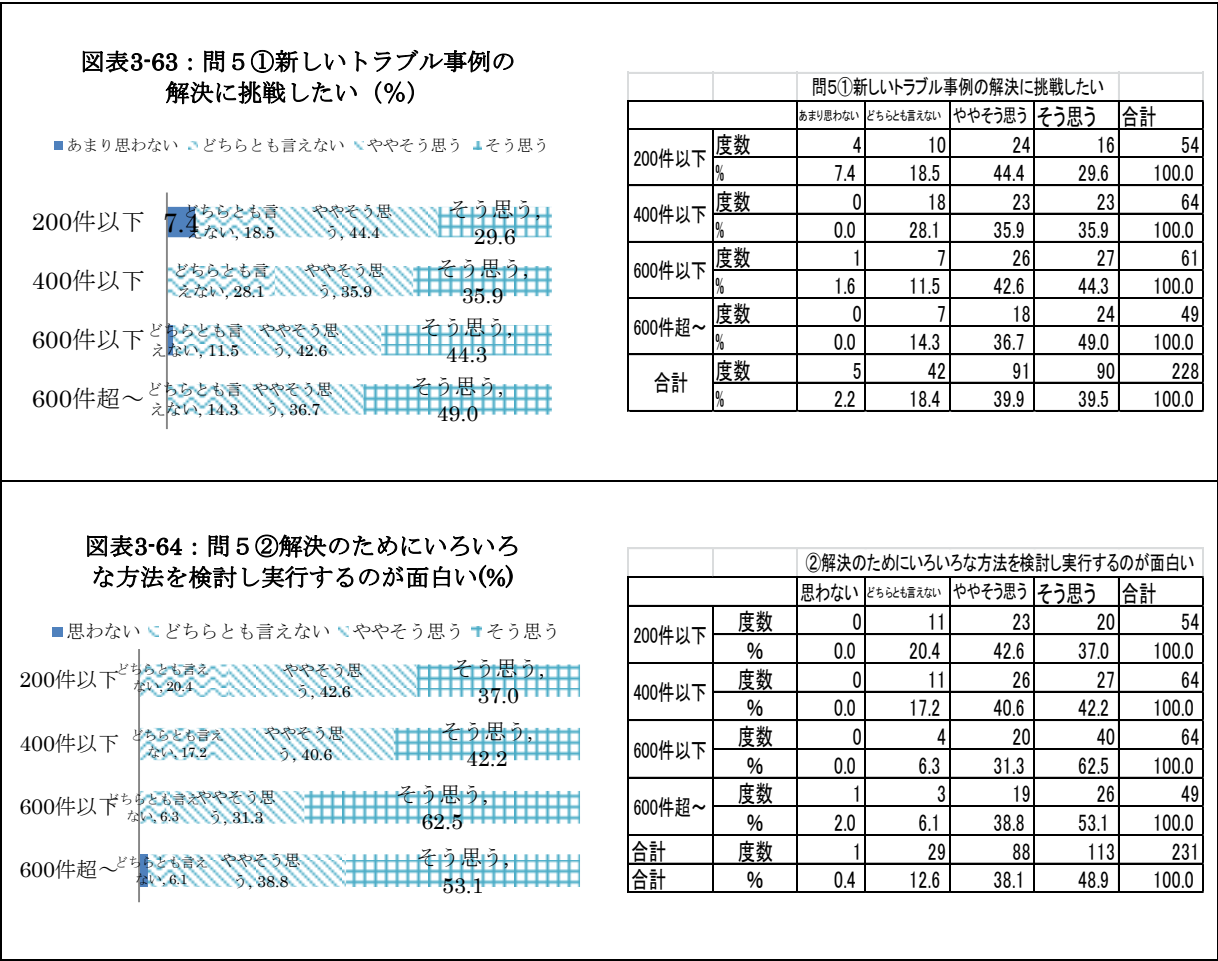 図表3-63：問５①新しいトラブル事例の
解決に挑戦したい（%）
■あまり思わない どちらとも言えない ややそう思う そう思う
200件以下 7.4 どちらとも言えない, 18.5 ややそう思う, 44.4 そう思う, 29.6
400件以下 どちらとも言えない, 28.1 ややそう思う, 35.9 そう思う, 35.9
600件以下 どちらとも言えない, 11.5 ややそう思う, 42.6 そう思う, 44.3
600件超～ どちらとも言えない, 14.3 ややそう思う, 36.7 そう思う, 49.0
問5①新しいトラブル事例の解決に挑戦したい
あまり思わない どちらとも言えない ややそう思う そう思う 合計
200件以下 度数 4 10 24 16 54
% 7.4 18.5 44.4 29.6 100.0
400件以下 度数 0 18 23 23 64
% 0.0 28.1 35.9 35.9 100.0
600件以下 度数 1 7 26 27 61
% 1.6 11.5 42.6 44.3 100.0
600件超～ 度数 0 7 18 24 49
% 0.0 14.3 36.7 49.0 100.0
合計 度数 5 42 91 90 228
% 2.2 18.4 39.9 39.5 100.0
図表3-64：問５②解決のためにいろいろ
な方法を検討し実行するのが面白い(%)
■思わない どちらとも言えない ややそう思う そう思う
200件以下 どちらとも言えない, 20.4 ややそう思う, 42.6 そう思う, 37.0
400件以下 どちらとも言えない, 17.2 ややそう思う, 40.6 そう思う, 42.2
600件以下 どちらとも言えない, 6.3 ややそう思う, 31.3 そう思う, 62.5
600件超～ どちらとも言えない, 6.1 ややそう思う, 38.8 そう思う, 53.1
②解決のためにいろいろな方法を検討し実行するのが面白い
思わない どちらとも言えない ややそう思う そう思う 合計
200件以下 度数 0 11 23 20 54
% 0.0 20.4 42.6 37.0 100.0
400件以下 度数 0 11 26 27 64
% 0.0 17.2 40.6 42.2 100.0
600件以下 度数 0 4 20 40 64
% 0.0 6.3 31.3 62.5 100.0
600件超～ 度数 1 3 19 26 49
% 2.0 6.1 38.8 53.1 100.0
合計 度数 1 29 88 113 231
合計 % 0.4 12.6 38.1 48.9 100.0